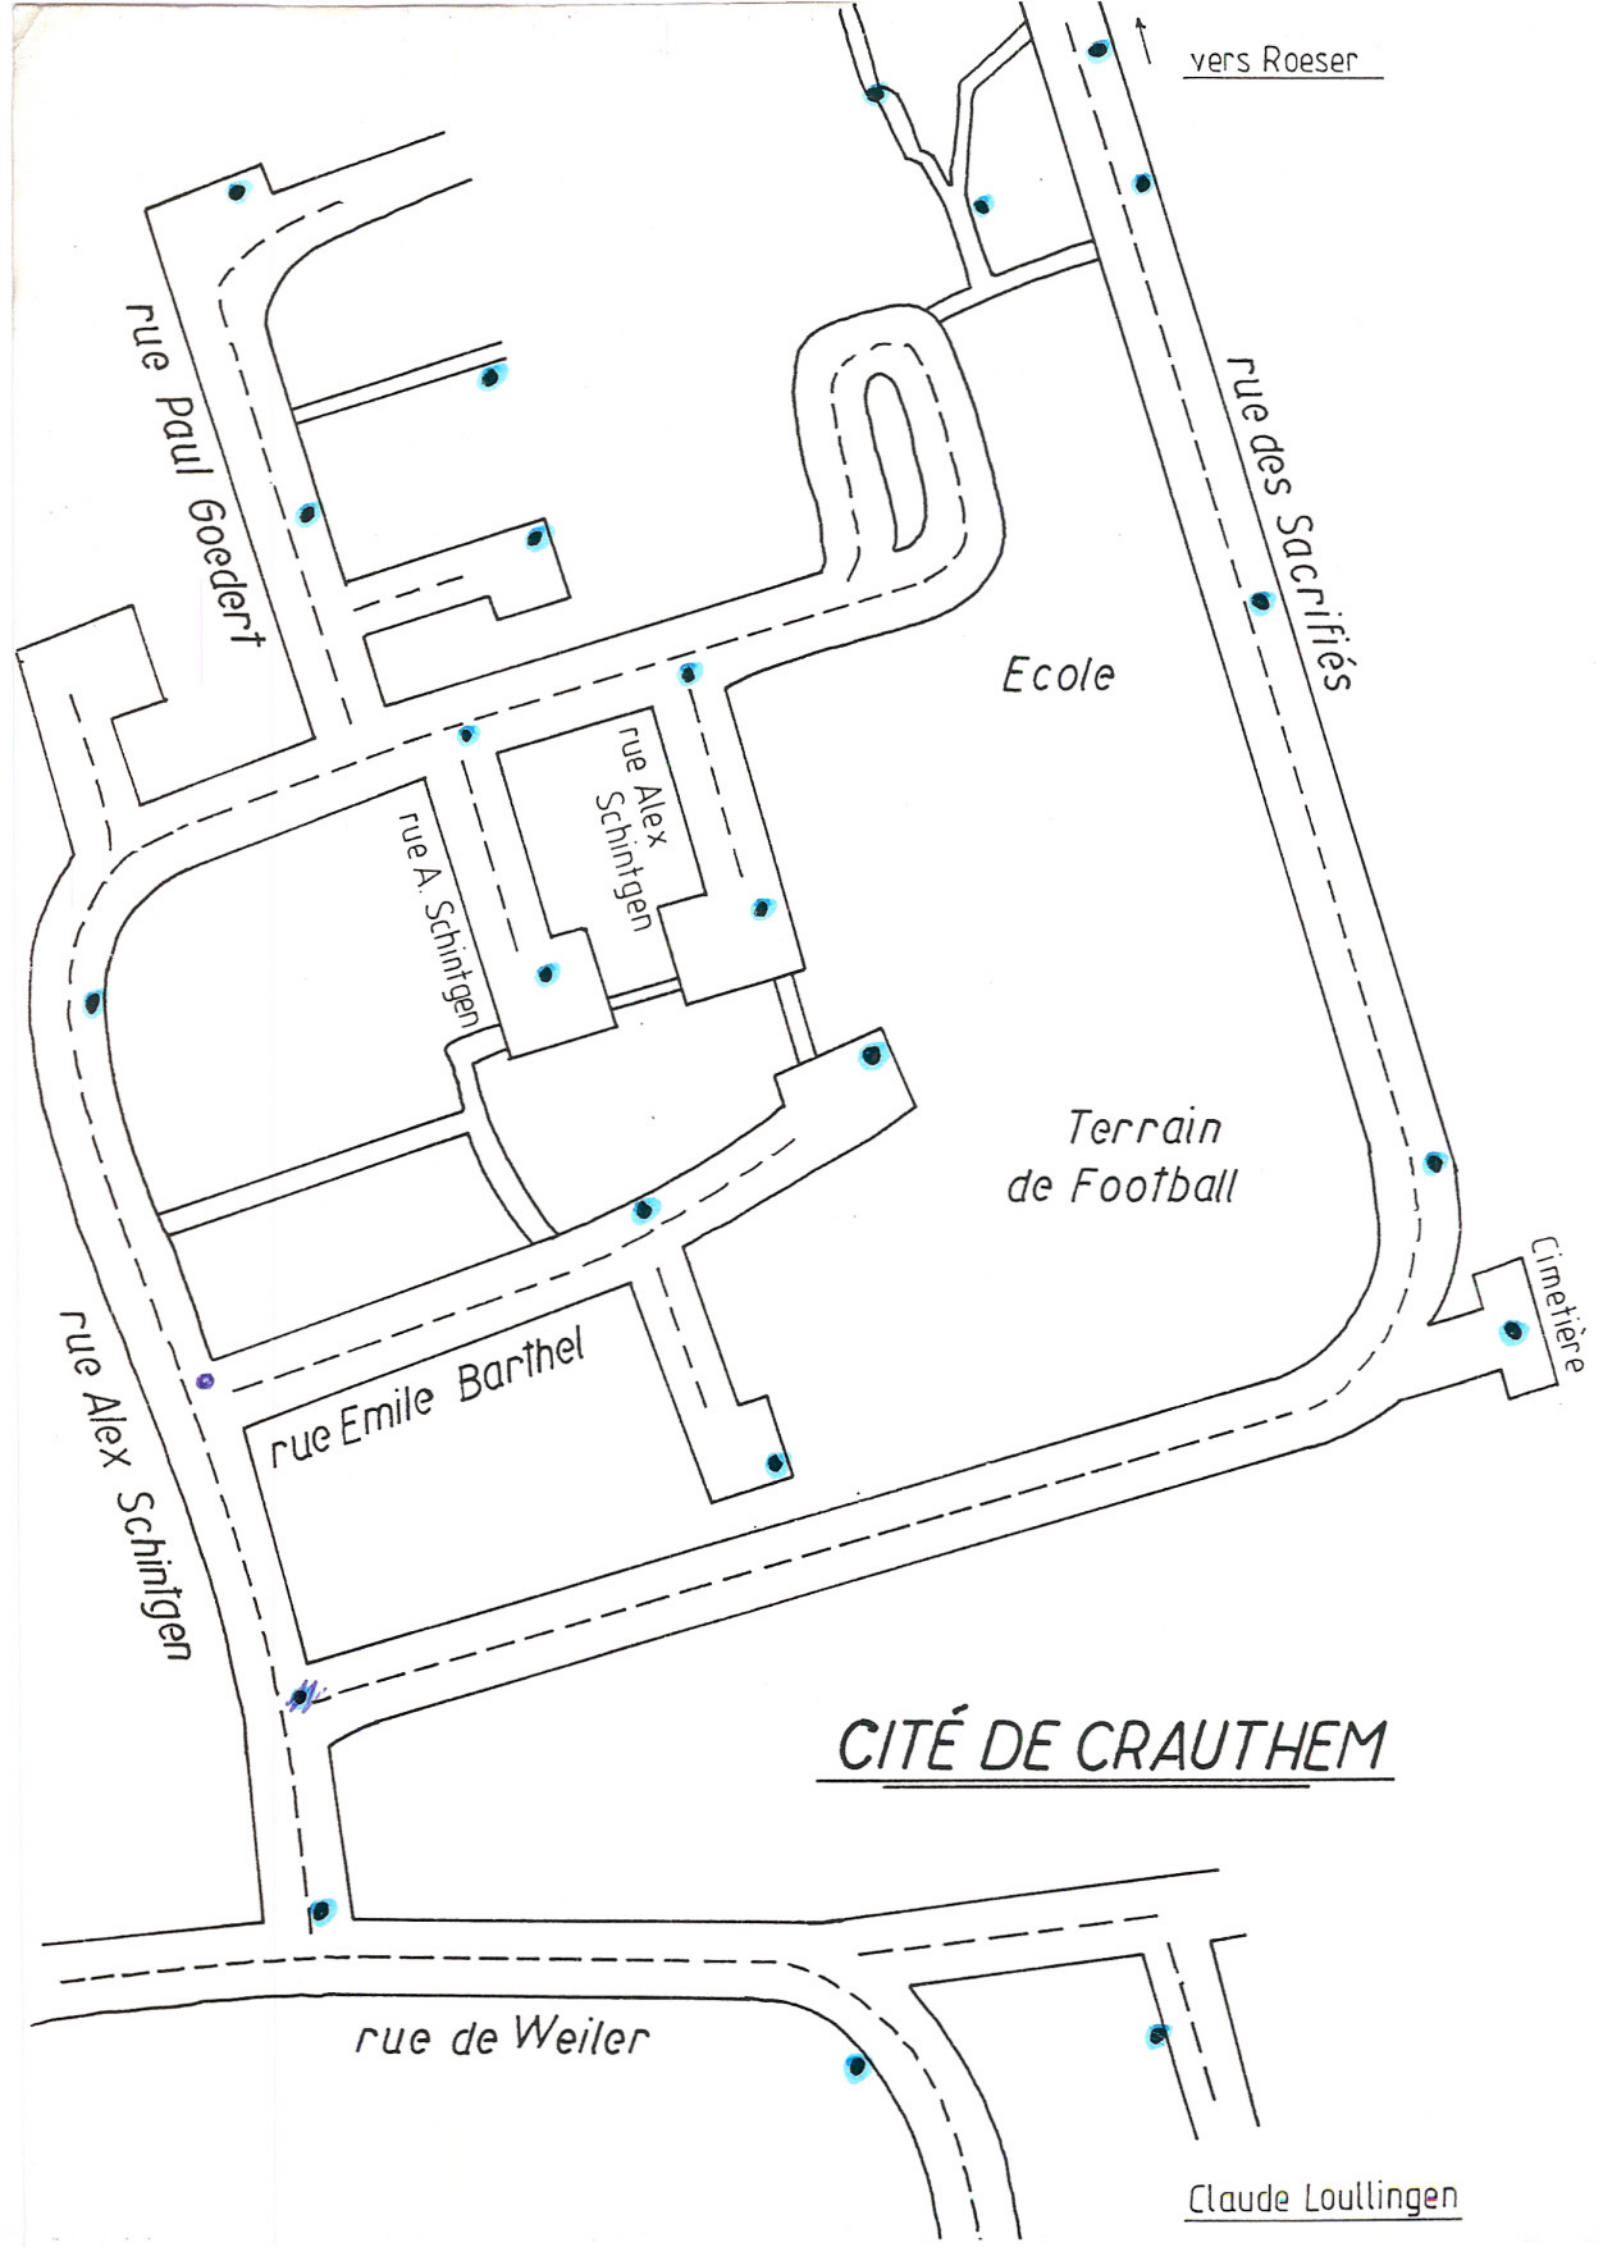 vers Roeser
rue Paul Goedert
rue des Sacrifiés
Ecole
rue Alex
Schintgen
rue A. Schintgen
Terrain
de Football
Cimetière
rue Alex Schintgen
rue Emile Barthel
CITÉ DE CRAUTHEM
rue de Weiler
Claude Loullingen